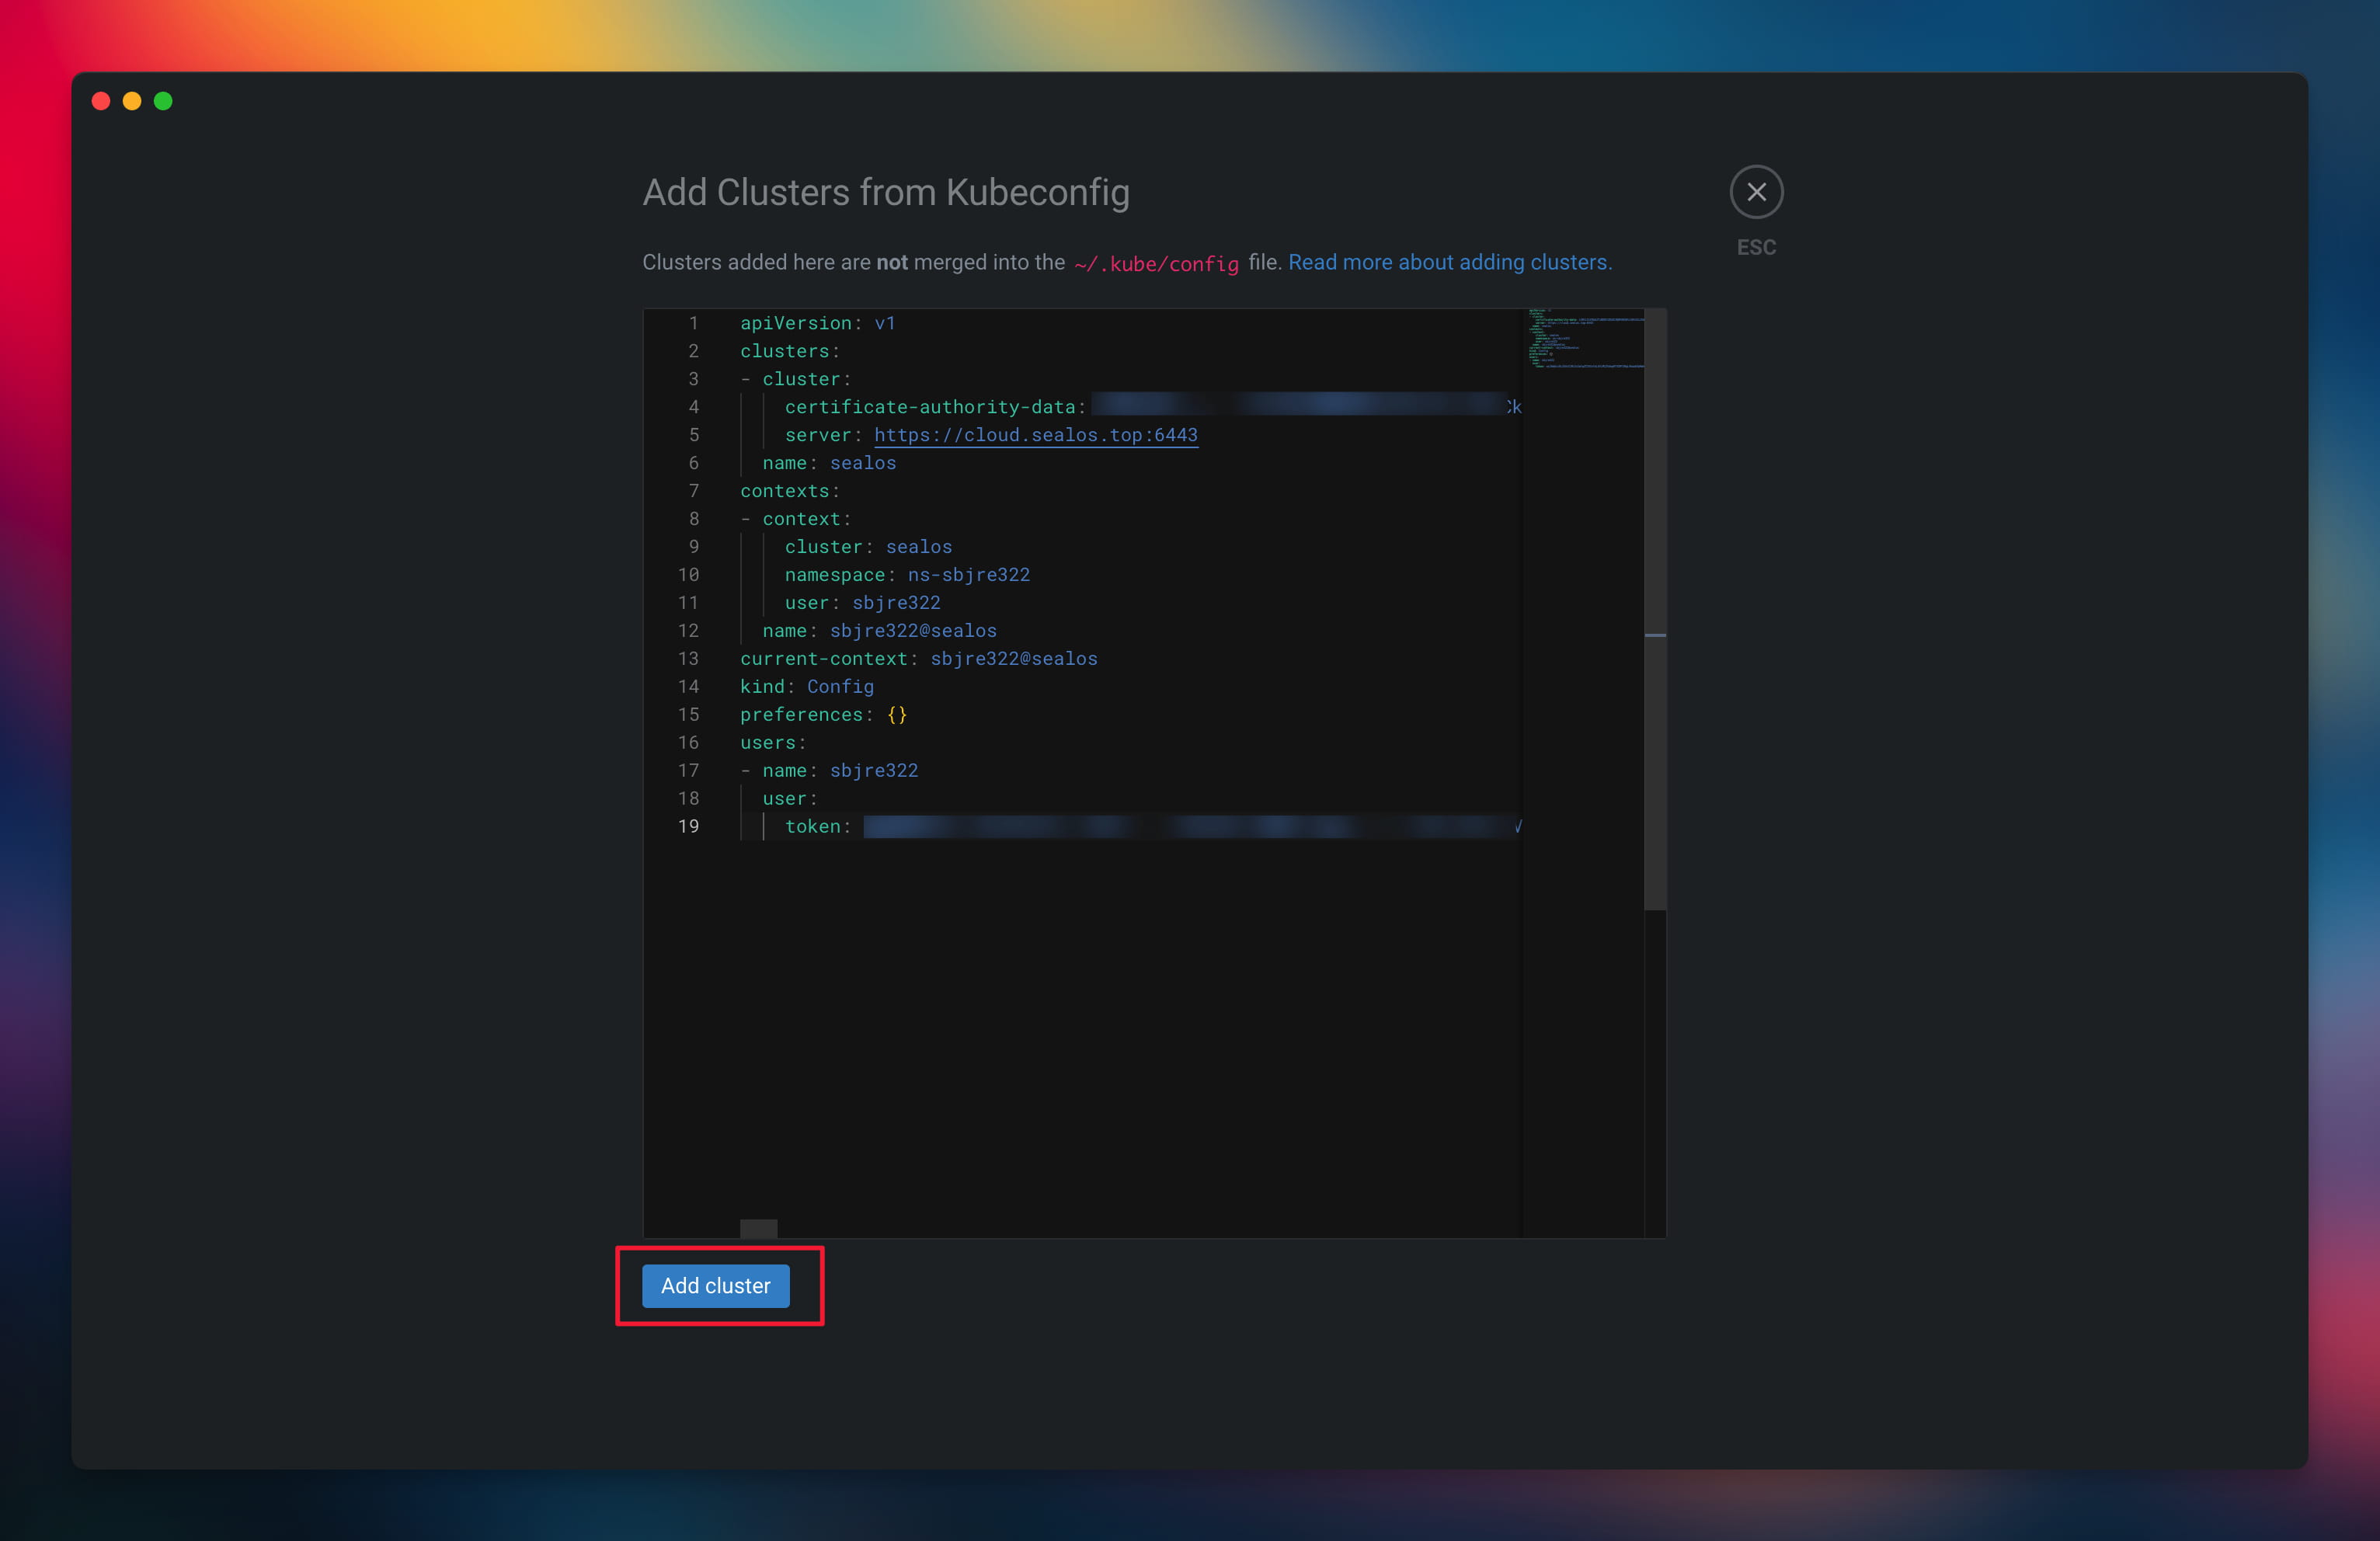 Add Clusters from Kubeconfig
ESC
Clusters added here are not merged into the ~/.kube/config file. Read more about adding clusters.
1 apiVersion: v1
2 clusters:
3 - cluster:
4 certificate-authority-data:
5 server: https://cloud.sealos.top:6443
6 name: sealos
7 contexts:
8 - context:
9 cluster: sealos
10 namespace: ns-sbjre322
11 user: sbjre322
12 name: sbjre322@sealos
13 current-context: sbjre322@sealos
14 kind: Config
15 preferences: {}
16 users:
17 - name: sbjre322
18 user:
19 token:
Add cluster